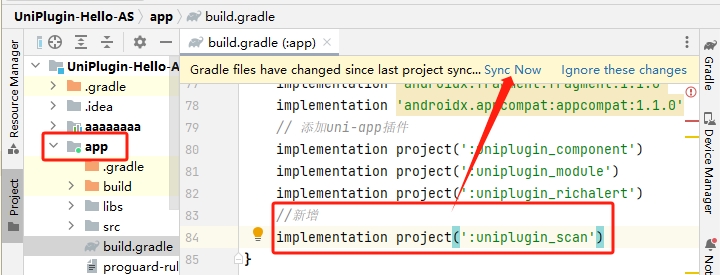 UniPlugin-Hello-AS > app > build.gradle
Resource Manager
Project
UniPlugin-Hello-A
.gradle
.idea
aaaaaaaa
app
.gradle
build
libs
src
build.gradle
proguard-rul
build.gradle (:app)
Gradle files have changed since last project sync... Sync Now Ignore these changes
77 implementation 'androidx.fragment:fragment:1.1.0'
78 implementation 'androidx.appcompat:appcompat:1.1.0'
79 // 添加uni-app插件
80 implementation project(':uniplugin_component')
81 implementation project(':uniplugin_module')
82 implementation project(':uniplugin_richalert')
83 //新增
84 implementation project(':uniplugin_scan')
85 }
Gradle
Device Manager
Not